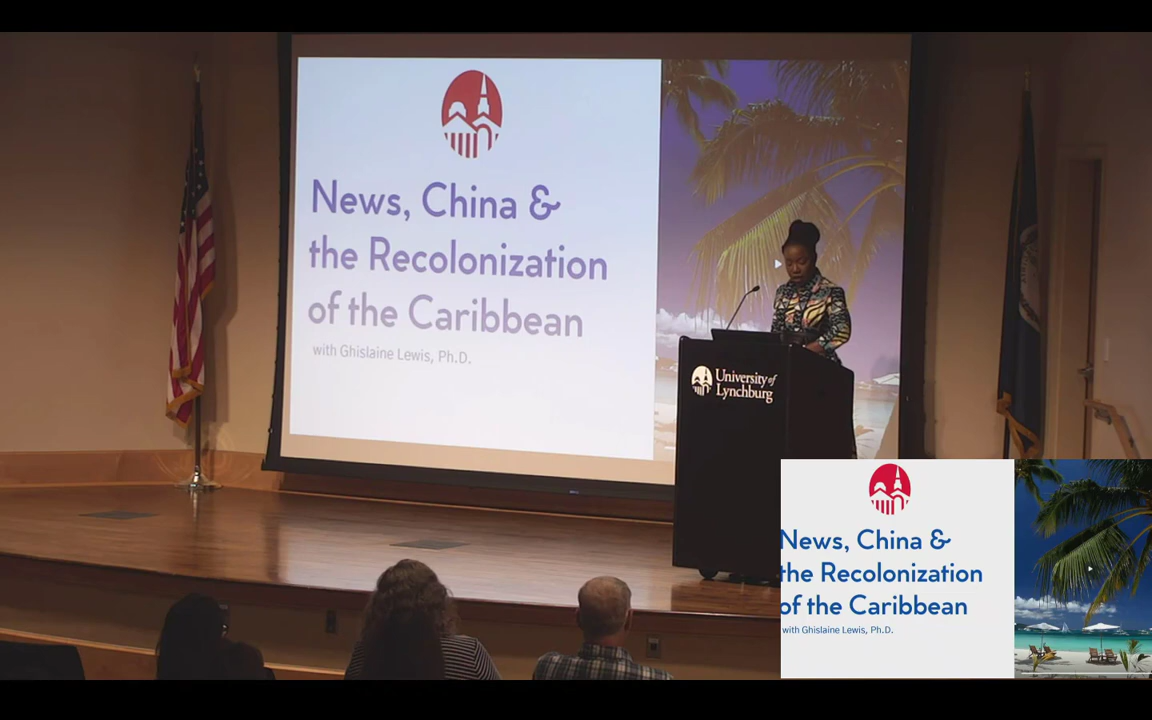 News, China &
the Recolonization
of the Caribbean
with Ghislaine Lewis, Ph.D.
University of
Lynchburg
News, China &
the Recolonization
of the Caribbean
with Ghislaine Lewis, Ph.D.